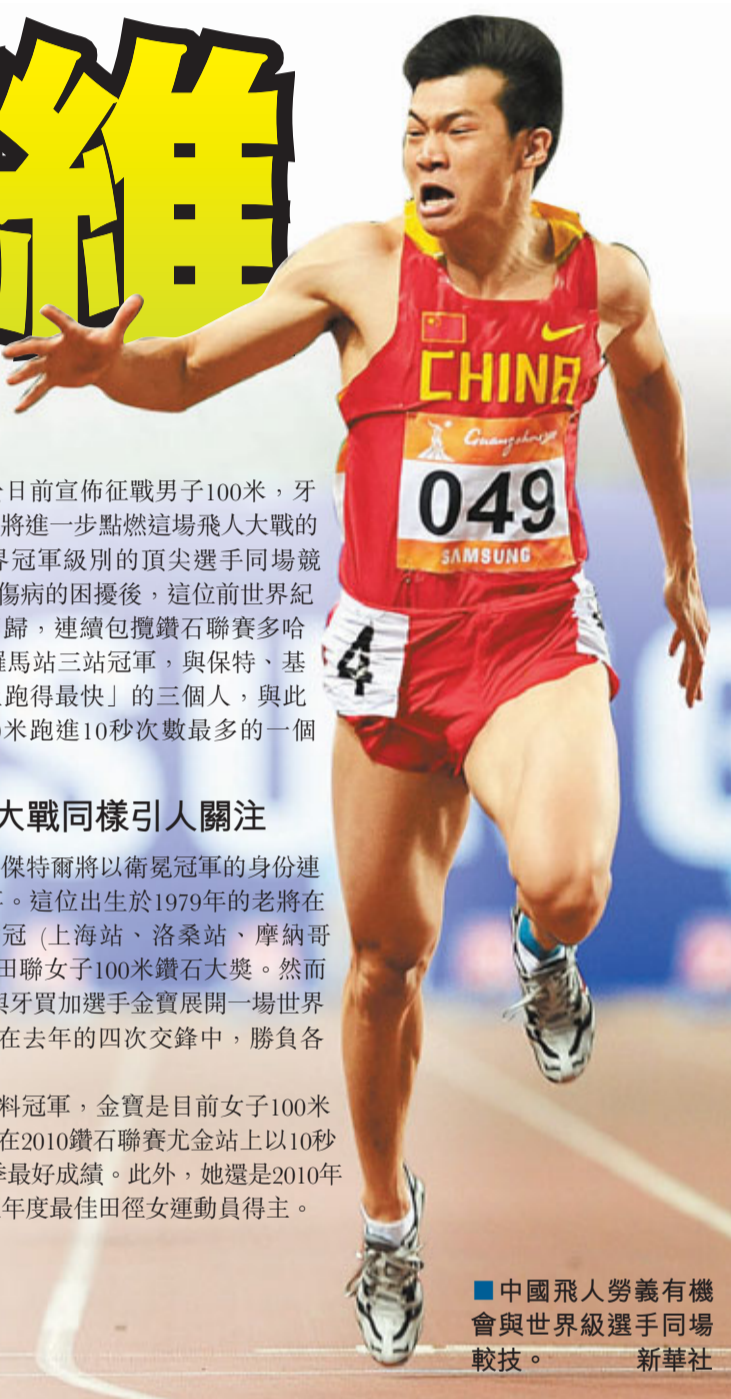 維
日前宣佈征戰男子100米，牙
將進一步點燃這場飛人大戰的
界冠軍級別的頂尖選手同場競
傷病的困擾後，這位前世界紀
歸，連續包攬鑽石聯賽多哈
羅馬站三站冠軍，與保特、基
跑得最快」的三個人，與此
米跑進10秒次數最多的一個
大戰同樣引人關注
傑特爾將以衛冕冠軍的身份連
。這位出生於1979年的老將在
冠（上海站、洛桑站、摩納哥
田聯女子100米鑽石大獎。然而
與牙買加選手金寶展開一場世界
在去年的四次交鋒中，勝負各
料冠軍，金寶是目前女子100米
在2010鑽石聯賽尤金站上以10秒
季最好成績。此外，她還是2010年
年度最佳田徑女運動員得主。
CHINA
Guangzhou 2010
049
SAMSUNG
4
■中國飛人勞義有機
會與世界級選手同場
較技。 新華社